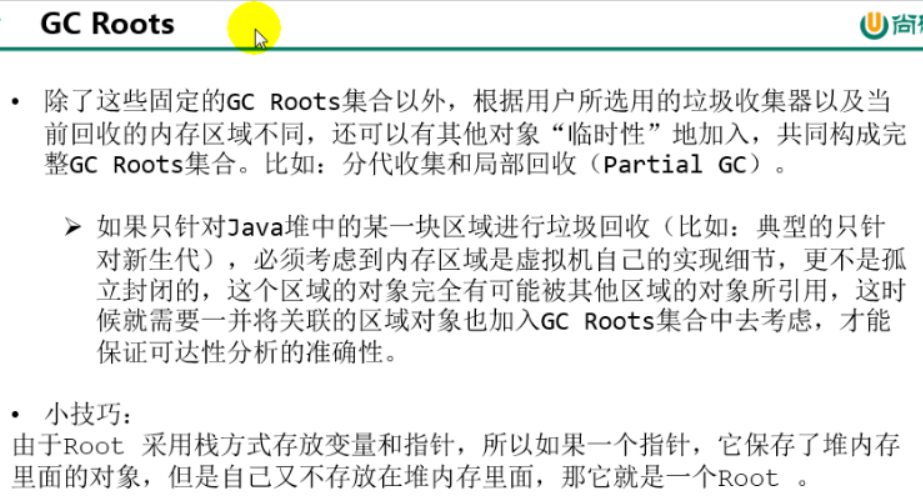 GC Roots
尚
• 除了这些固定的GC Roots集合以外，根据用户所选用的垃圾收集器以及当
前回收的内存区域不同，还可以有其他对象“临时性”地加入，共同构成完
整GC Roots集合。比如：分代收集和局部回收（Partial GC）。
➢ 如果只针对Java堆中的某一块区域进行垃圾回收（比如：典型的只针
对新生代），必须考虑到内存区域是虚拟机自己的实现细节，更不是孤
立封闭的，这个区域的对象完全有可能被其他区域的对象所引用，这时
候就需要一并将关联的区域对象也加入GC Roots集合中去考虑，才能
保证可达性分析的准确性。
• 小技巧：
由于Root 采用栈方式存放变量和指针，所以如果一个指针，它保存了堆内存
里面的对象，但是自己又不存放在堆内存里面，那它就是一个Root 。